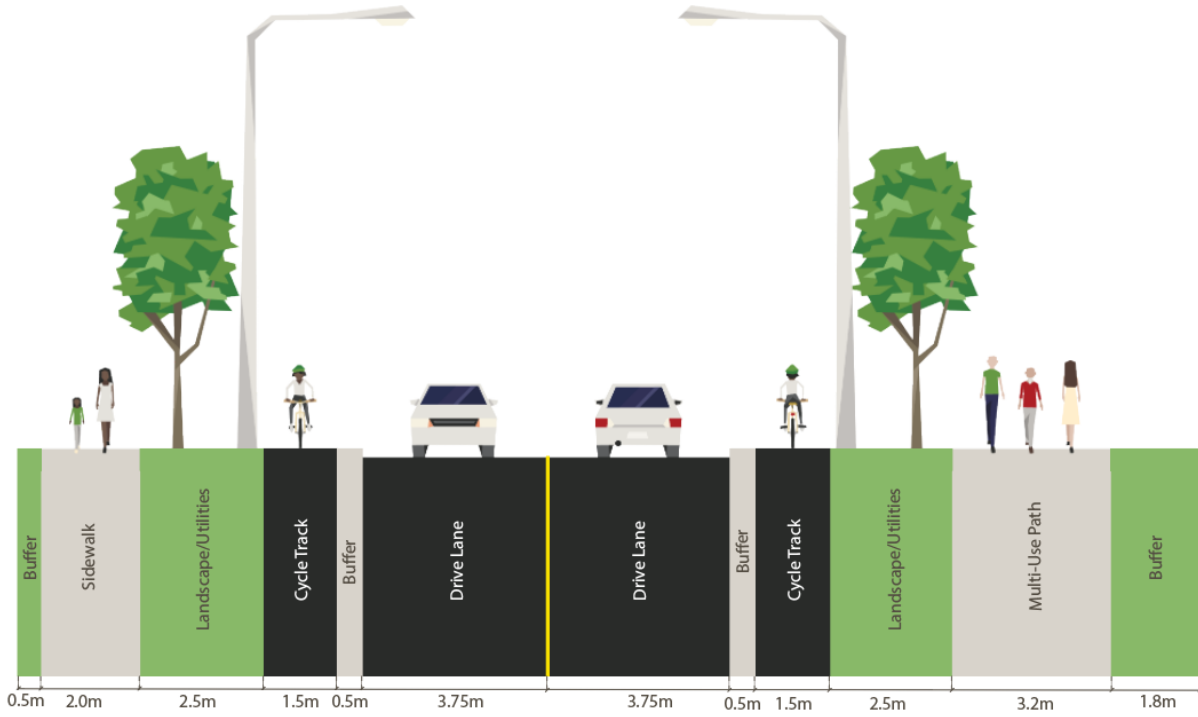 Buffer
Sidewalk
Landscape/Utilities
Cycle Track
Buffer
Drive Lane
Drive Lane
Buffer
Cycle Track
Landscape/Utilities
Multi-Use Path
Buffer
0.5m 2.0m 2.5m 1.5m 0.5m 3.75m 3.75m 0.5m 1.5m 2.5m 3.2m 1.8m